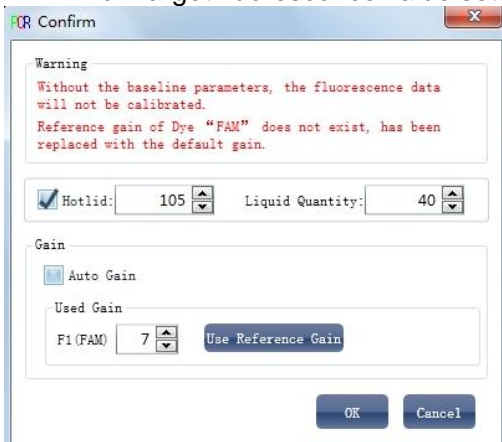 PCR Confirm
Warning
Without the baseline parameters, the fluorescence data
will not be calibrated.
Reference gain of Dye “FAM” does not exist, has been
replaced with the default gain.
Hotlid: 105 Liquid Quantity: 40
Gain
Auto Gain
Used Gain
F1(FAM) 7 Use Reference Gain
OK Cancel